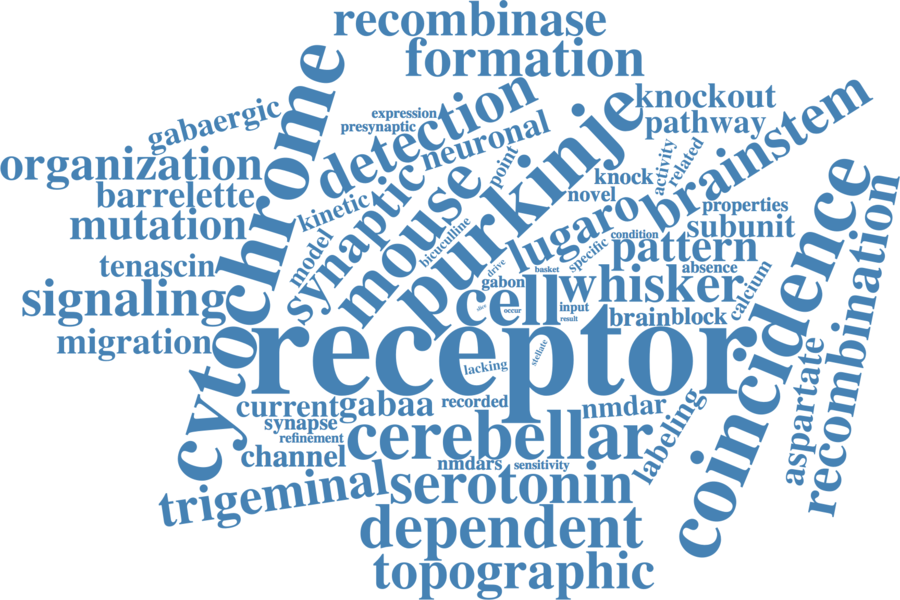 recombinase
formation
cytochrome
knockout
gabaergic
expression
presynaptic
detection
neuronal
pathway
purkinje
brainstem
organization
barrelette
mutation
kinetic
synaptic
mouse
point
activity
related
knock
novel
lugaro
properties
subunit
coincidence
recombination
tenascin
model
bicuculline
condition
pattern
specific
absence
signaling
drive
basket
gabon
cell
whisker
calcium
occur
input
result
brain
block
migration
receptor
stellate
lacking
aspartate
current
gabaa
recorded
nmdar
labeling
synapse
refinement
cerebellar
channel
nmdars
sensitivity
trigeminal
serotonin
dependent
topographic